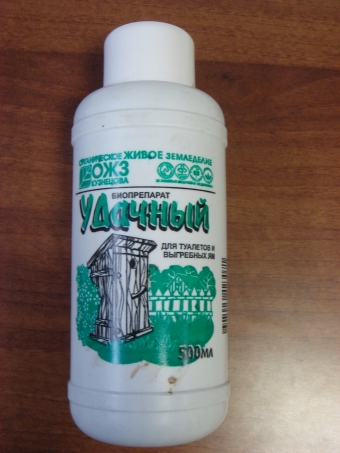 ОРГАНИЧЕСКОЕ ЖИВОЕ ЗЕМЛЕДЕЛИЕ
ОЖЗ
КУЗНЕЦОВА
БИОПРЕПАРАТ
УДачный
ДЛЯ ТУАЛЕТОВ И
ВЫГРЕБНЫХ ЯМ
500МЛ